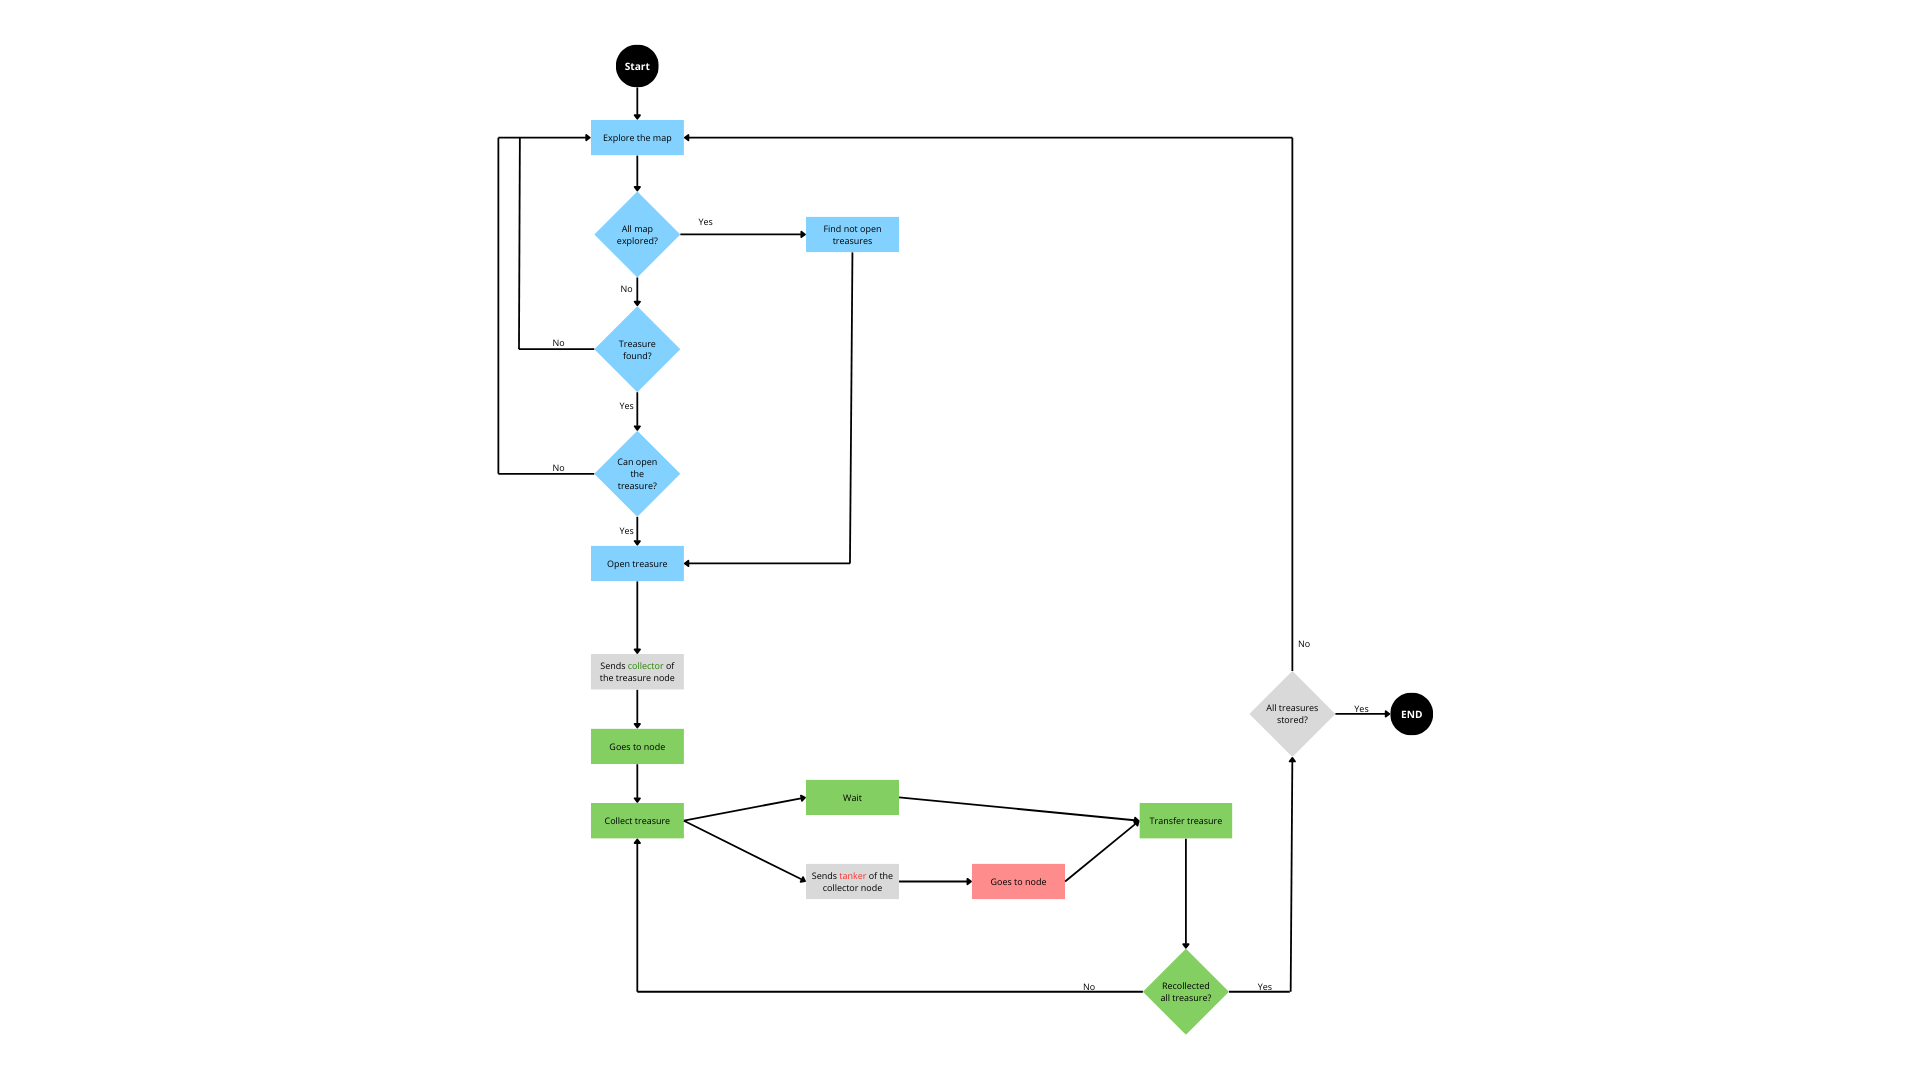 Start
Explore the map
All map
explored?
Yes
Find not open
treasures
No
Treasure
found?
No
Yes
Can open
the
treasure?
No
Yes
Open treasure
Sends collector of
the treasure node
Goes to node
Collect treasure
Wait
Sends tanker of the
collector node
Goes to node
Transfer treasure
Recollected
all treasure?
No
Yes
All treasures
stored?
No
Yes
END